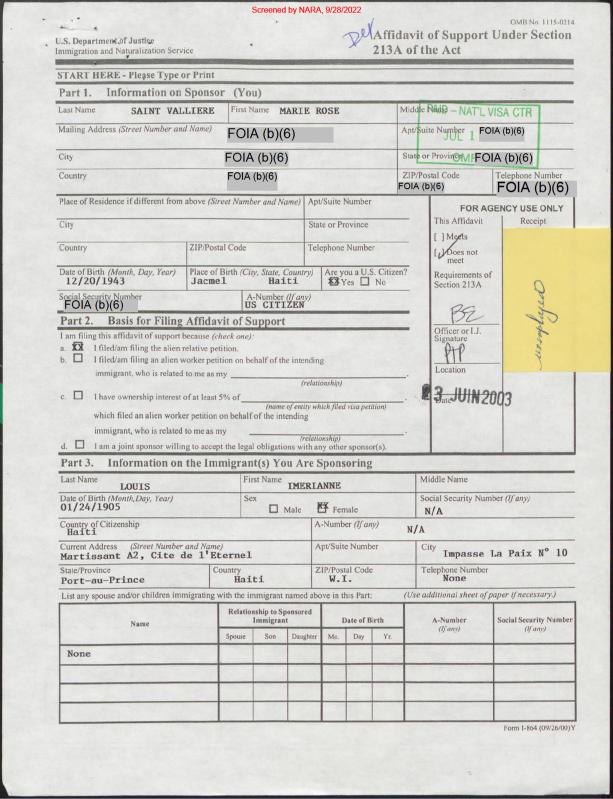 Screened by NARA, 9/28/2022
OMB No. 1115-0214
U.S. Department of Justice
Immigration and Naturalization Service
Affidavit of Support Under Section
213A of the Act
START HERE - Please Type or Print
Part 1. Information on Sponsor (You)
Last Name SAINT VALLIERE First Name MARIE ROSE Middle Name
RMB - NAT'L VISA CTR
Mailing Address (Street Number and Name) FOIA (b)(6) Apt/Suite Number FOIA (b)(6)
JUL 1
City FOIA (b)(6) State or Province FOIA (b)(6)
Country FOIA (b)(6) ZIP/Postal Code FOIA (b)(6) Telephone Number FOIA (b)(6)
Place of Residence if different from above (Street Number and Name) Apt/Suite Number
City State or Province
Country ZIP/Postal Code Telephone Number
Date of Birth (Month, Day, Year) 12/20/1943 Place of Birth (City, State, Country) Jacmel Haiti Are you a U.S. Citizen? XX Yes No
Social Security Number FOIA (b)(6) A-Number (If any) US CITIZEN
FOR AGENCY USE ONLY
This Affidavit Receipt
[ ] Meets
[ ] Does not
meet
Requirements of
Section 213A
BE
Officer or I.J.
Signature
PTP
Location
23 JUIN 2003
Date
unemployed
Part 2. Basis for Filing Affidavit of Support
I am filing this affidavit of support because (check one):
a. XX I filed/am filing the alien relative petition.
b. I filed/am filing an alien worker petition on behalf of the intending
immigrant, who is related to me as my
(relationship)
c. I have ownership interest of at least 5% of
(name of entity which filed visa petition)
which filed an alien worker petition on behalf of the intending
immigrant, who is related to me as my
(relationship)
d. I am a joint sponsor willing to accept the legal obligations with any other sponsor(s).
Part 3. Information on the Immigrant(s) You Are Sponsoring
Last Name LOUIS First Name IMERIANNE Middle Name
Date of Birth (Month,Day, Year) 01/24/1905 Sex Male XX Female Social Security Number (If any) N/A
Country of Citizenship Haiti A-Number (If any) N/A
Current Address (Street Number and Name) Martissant A2, Cite de l'Eternel Apt/Suite Number City Impasse La Paix N° 10
State/Province Port-au-Prince Country Haiti ZIP/Postal Code W.I. Telephone Number None
List any spouse and/or children immigrating with the immigrant named above in this Part: (Use additional sheet of paper if necessary.)
Name Relationship to Sponsored Immigrant Date of Birth A-Number (If any) Social Security Number (If any)
Spouse Son Daughter Mo. Day Yr.
None
Form I-864 (09/26/00)Y